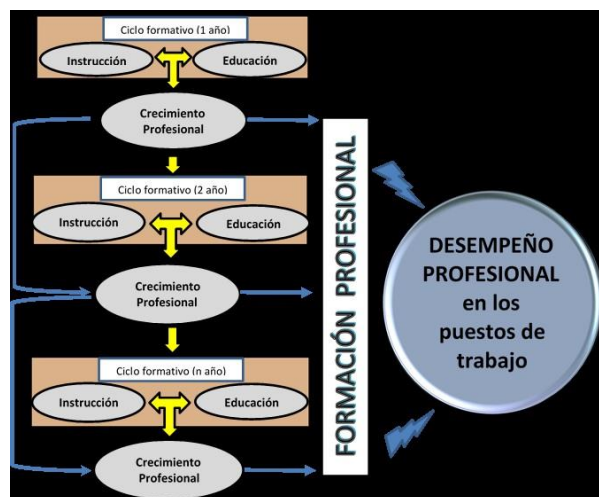 Ciclo formativo (1 año)
Instrucción
Educación
Crecimiento
Profesional
Ciclo formativo (2 año)
Instrucción
Educación
Crecimiento
Profesional
Ciclo formativo (n año)
Instrucción
Educación
Crecimiento
Profesional
FORMACIÓN PROFESIONAL
DESEMPEÑO
PROFESIONAL
en los
puestos de
trabajo